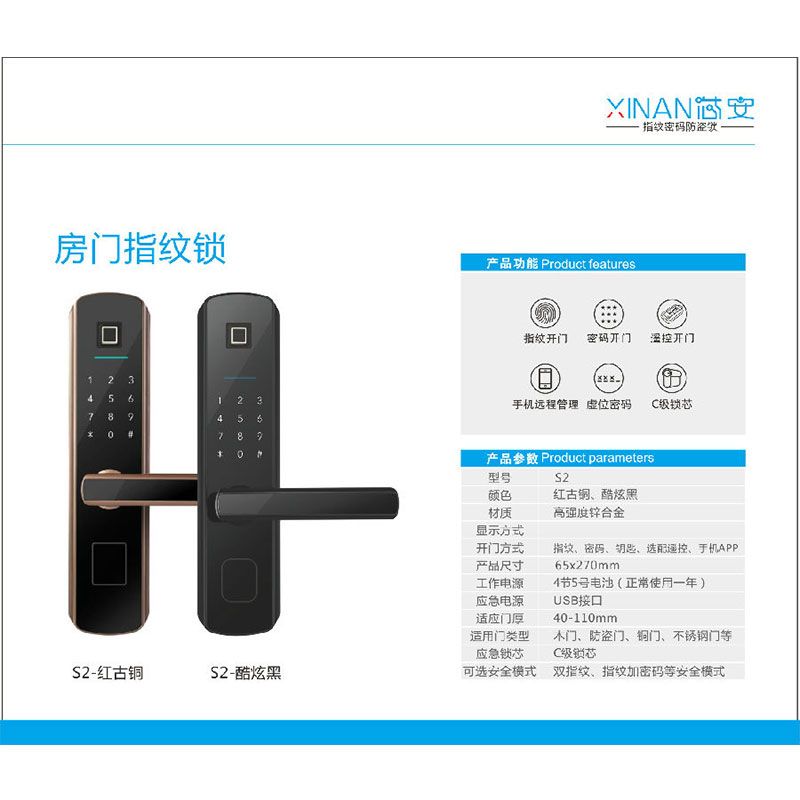 XINAN芯安
指纹密码防盗锁
房门指纹锁
产品功能 Product features
指纹开门 密码开门 遥控开门
手机远程管理 虚位密码 C级锁芯
1 2 3
4 5 6
7 8 9
* 0 #
1 2 3
4 5 6
7 8 9
* 0 #
S2-红古铜 S2-酷炫黑
产品参数 Product parameters
型号 S2
颜色 红古铜、酷炫黑
材质 高强度锌合金
显示方式
开门方式 指纹、密码、钥匙、选配遥控、手机APP
产品尺寸 65x270mm
工作电源 4节5号电池（正常使用一年）
应急电源 USB接口
适应门厚 40-110mm
适用门类型 木门、防盗门、铜门、不锈钢门等
应急锁芯 C级锁芯
可选安全模式 双指纹、指纹加密码等安全模式